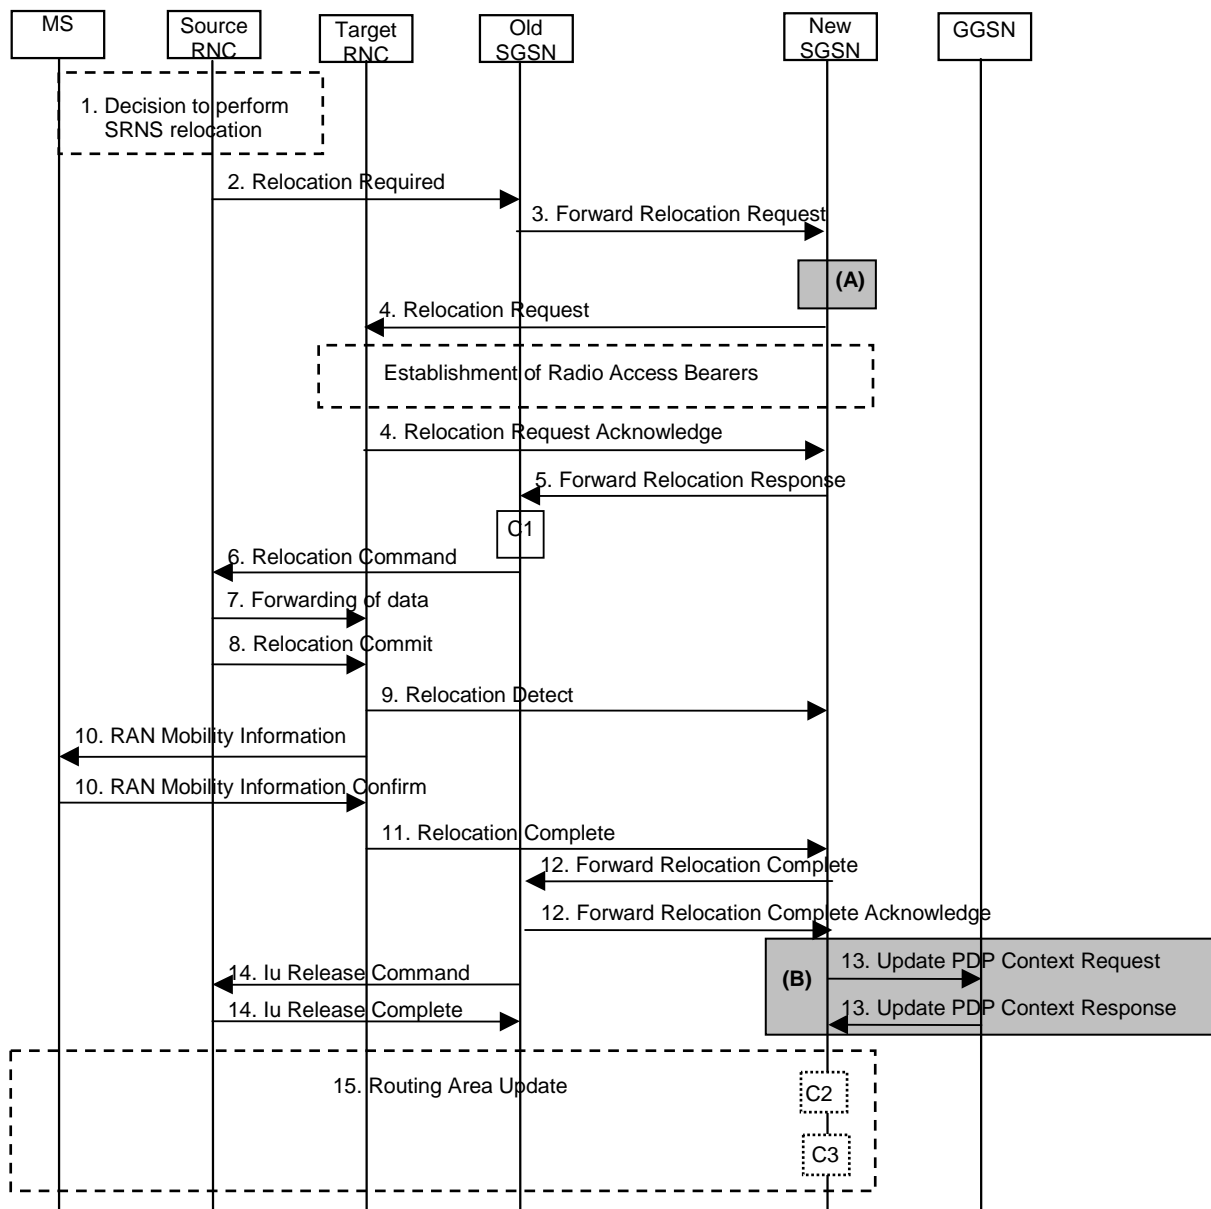 MS
Source
RNC
Target
RNC
Old
SGSN
New
SGSN
GGSN
1. Decision to perform
SRNS relocation
2. Relocation Required
3. Forward Relocation Request
(A)
4. Relocation Request
Establishment of Radio Access Bearers
4. Relocation Request Acknowledge
5. Forward Relocation Response
C1
6. Relocation Command
7. Forwarding of data
8. Relocation Commit
9. Relocation Detect
10. RAN Mobility Information
10. RAN Mobility Information Confirm
11. Relocation Complete
12. Forward Relocation Complete
12. Forward Relocation Complete Acknowledge
13. Update PDP Context Request
14. Iu Release Command
(B)
13. Update PDP Context Response
14. Iu Release Complete
15. Routing Area Update
C2
C3